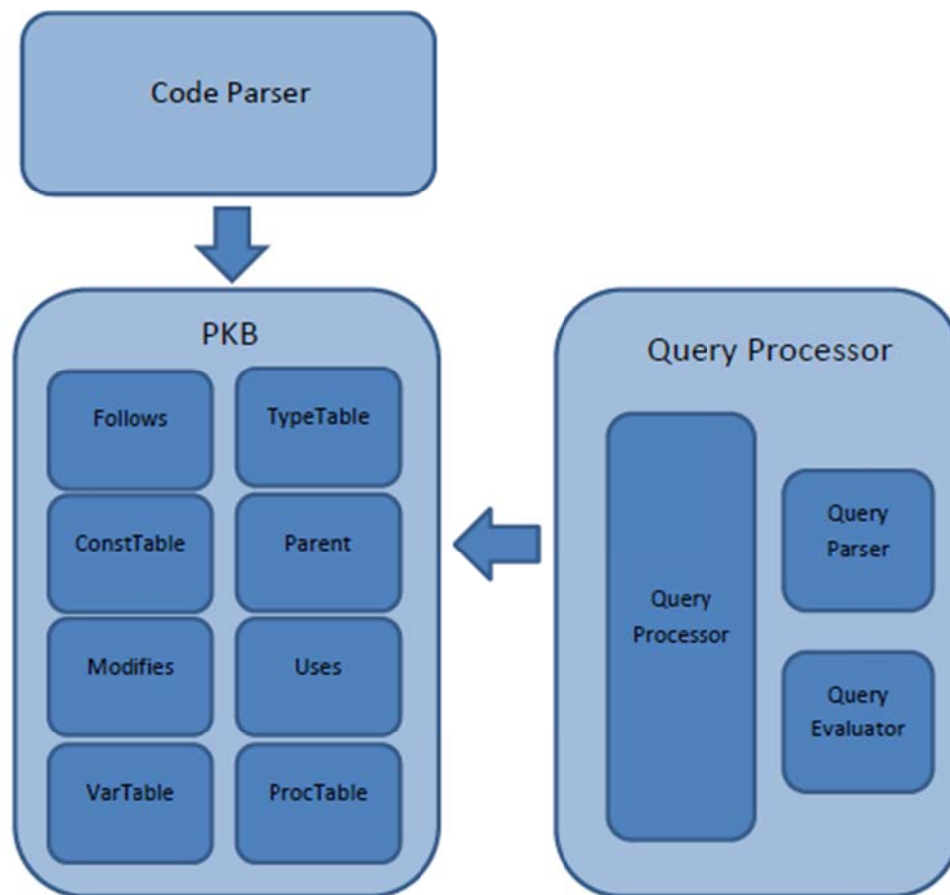 Code Parser
PKB
Follows
TypeTable
ConstTable
Parent
Modifies
Uses
VarTable
ProcTable
Query Processor
Query
Processor
Query
Parser
Query
Evaluator